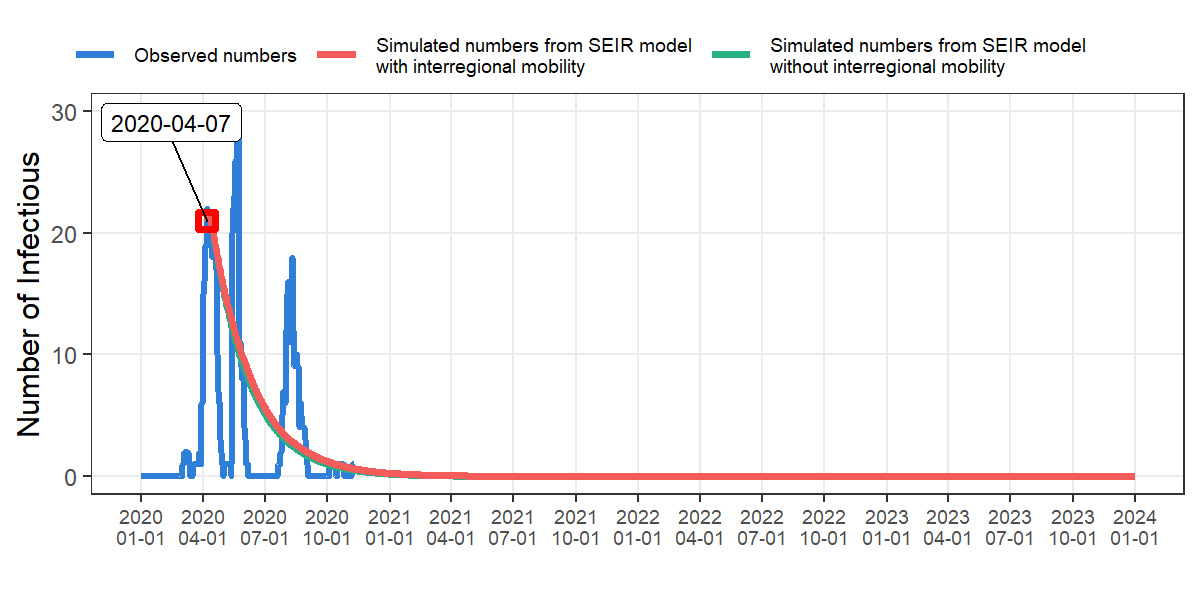 Observed numbers
Simulated numbers from SEIR model
with interregional mobility
Simulated numbers from SEIR model
without interregional mobility
Number of Infectious
30
20
10
0
2020-04-07
2020 2020 2020 2020 2021 2021 2021 2021 2022 2022 2022 2022 2023 2023 2023 2023 2024
01-01 04-01 07-01 10-01 01-01 04-01 07-01 10-01 01-01 04-01 07-01 10-01 01-01 04-01 07-01 10-01 01-01